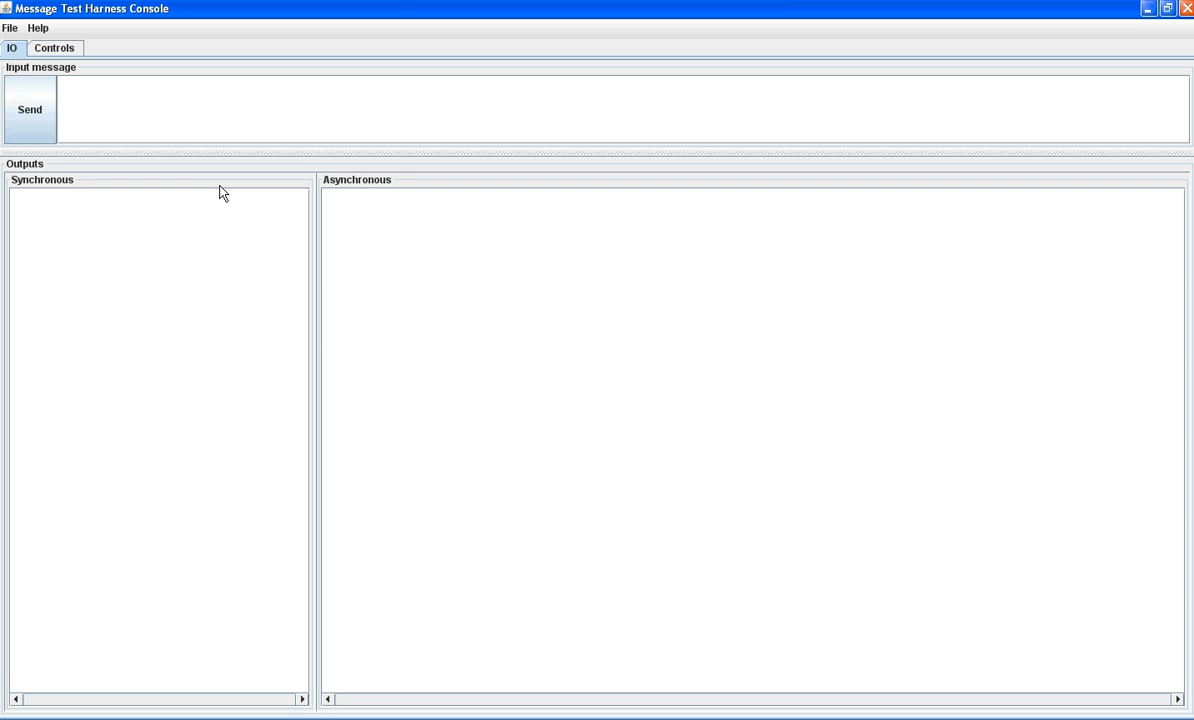 Message Test Harness Console
File Help
IO Controls
Input message
Send
Outputs
Synchronous Asynchronous